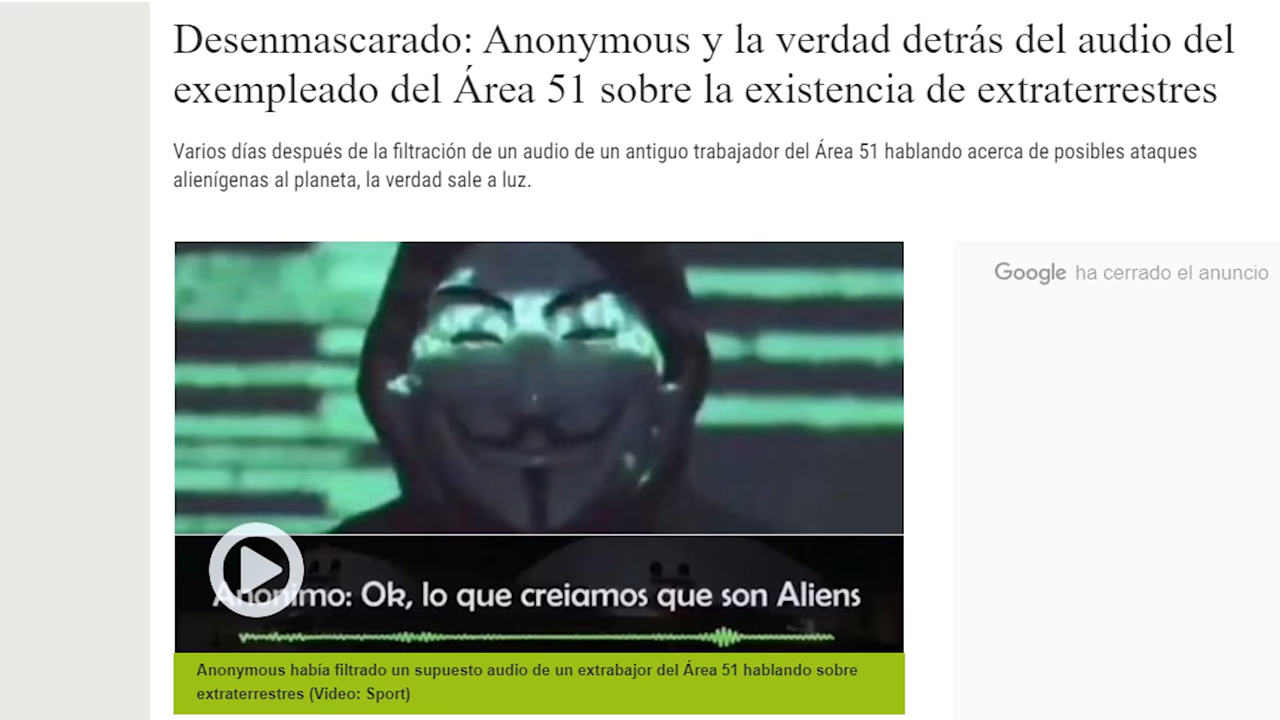 Desenmascarado: Anonymous y la verdad detrás del audio del
exempleado del Área 51 sobre la existencia de extraterrestres
Varios días después de la filtración de un audio de un antiguo trabajador del Área 51 hablando acerca de posibles ataques
alienígenas al planeta, la verdad sale a luz.
Google ha cerrado el anuncio
Anonimo: Ok, lo que creiamos que son Aliens
Anonymous había filtrado un supuesto audio de un extrabajor del Área 51 hablando sobre
extraterrestres (Video: Sport)